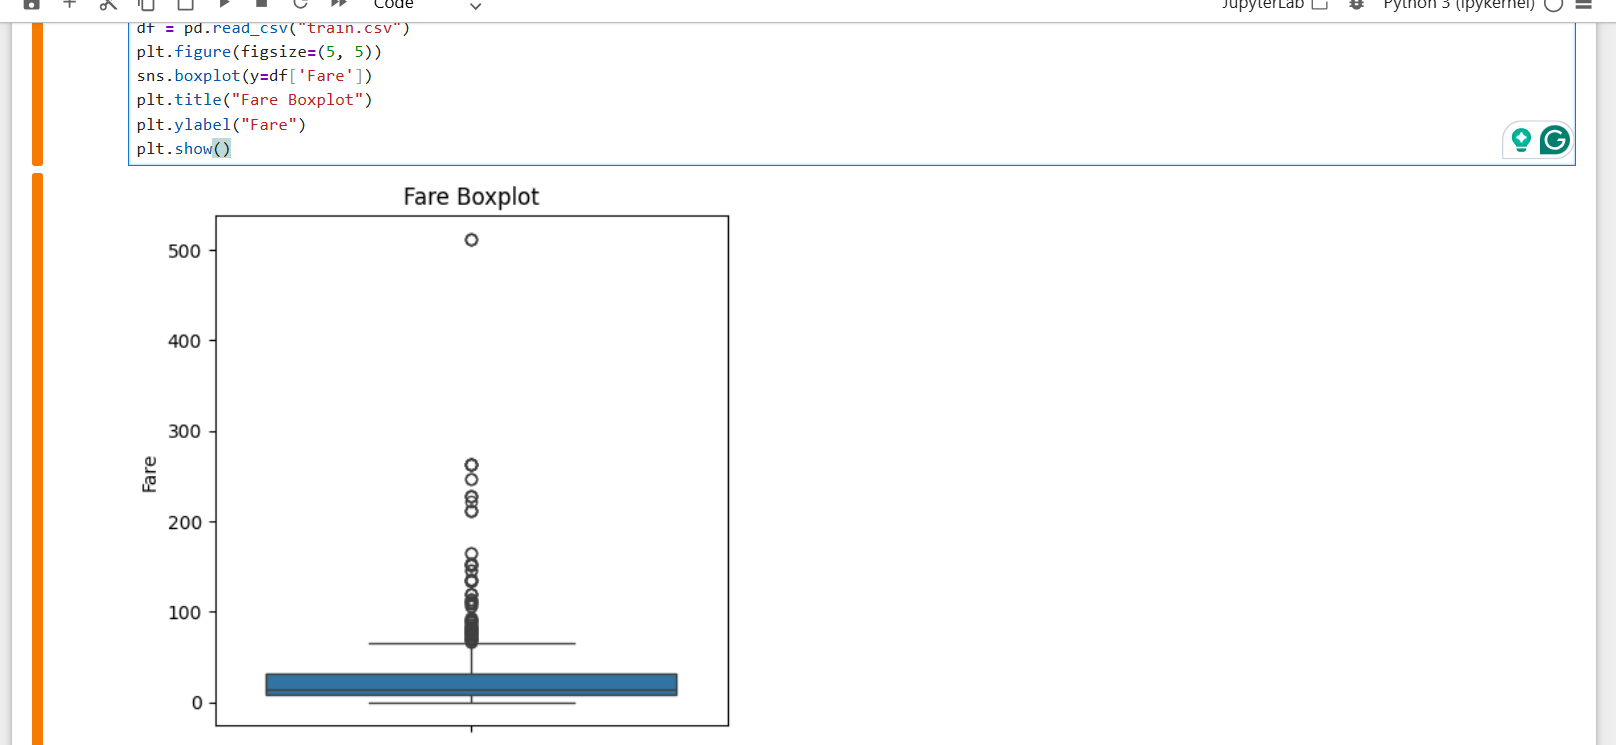 Code
JupyterLab
Python 3 (ipykernel)
df = pd.read_csv("train.csv")
plt.figure(figsize=(5, 5))
sns.boxplot(y=df['Fare'])
plt.title("Fare Boxplot")
plt.ylabel("Fare")
plt.show()
G
Fare Boxplot
500
400
300
Fare
200
100
0